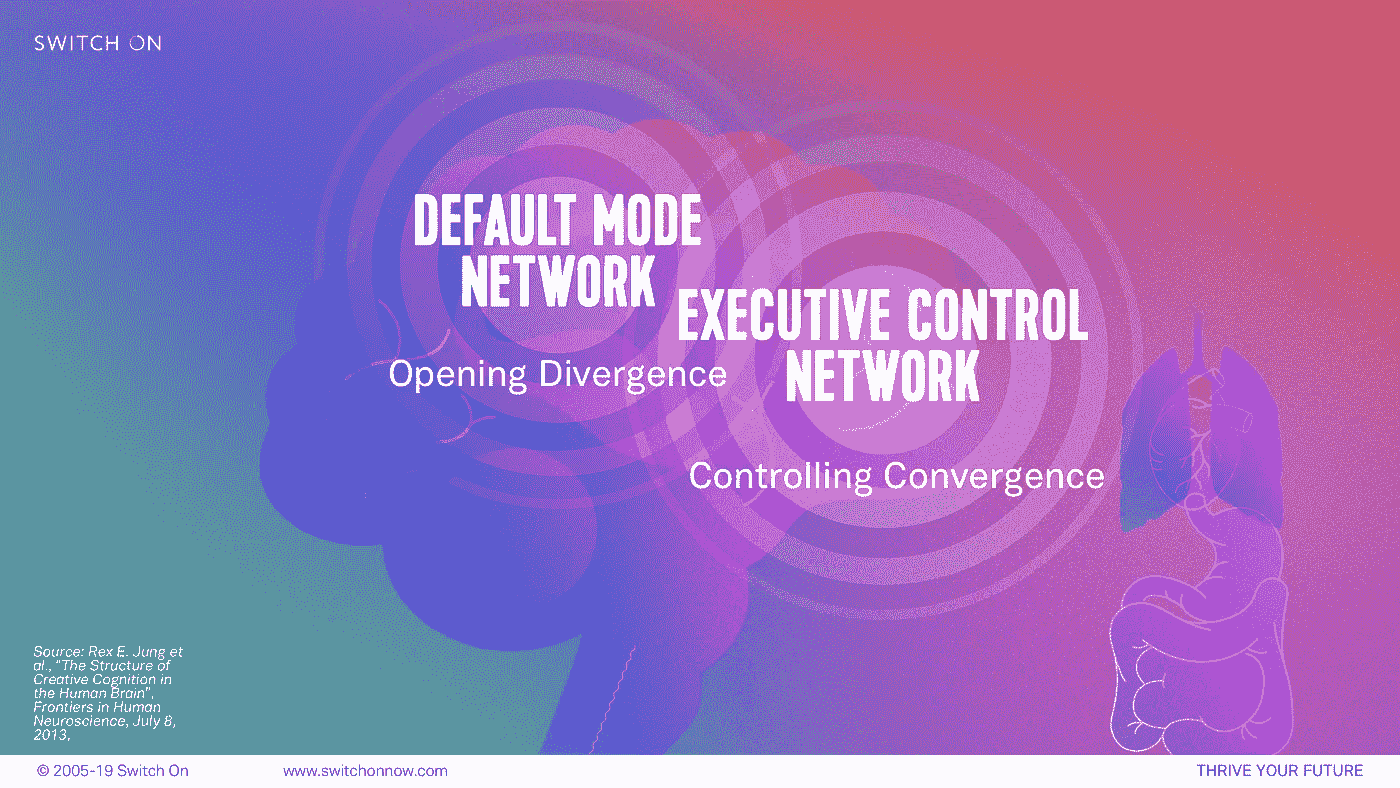 SWITCH ON
DEFAULT MODE
NETWORK
Opening Divergence
EXECUTIVE CONTROL
NETWORK
Controlling Convergence
Source: Rex E. Jung et
al., "The Structure of
Creative Cognition in
the Human Brain",
Frontiers in Human
Neuroscience, July 8,
2013,
© 2005-19 Switch On
www.switchonnow.com
THRIVE YOUR FUTURE